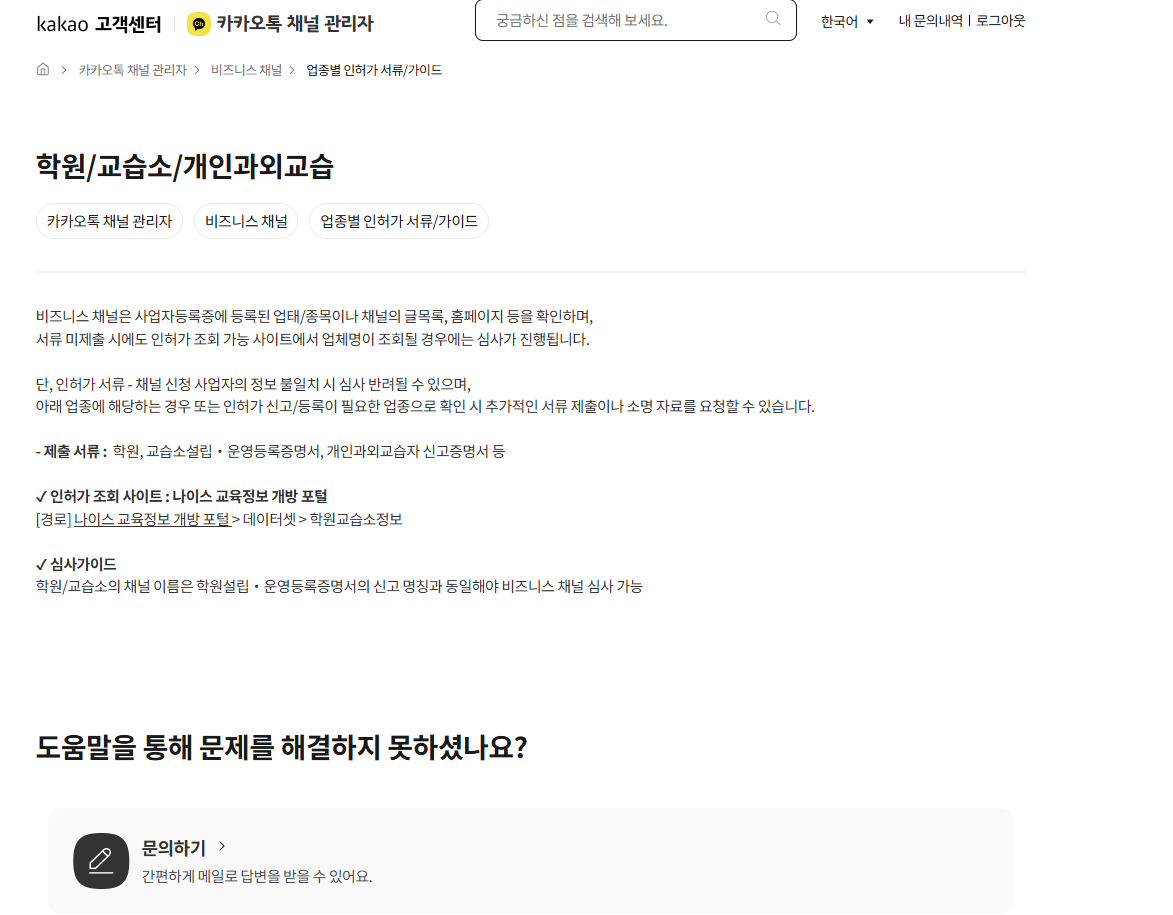 kakao 고객센터 | Ch 카카오톡 채널 관리자 궁금하신 점을 검색해 보세요. 한국어 ▼ 내 문의내역 | 로그아웃
> 카카오톡 채널 관리자 > 비즈니스 채널 > 업종별 인허가 서류/가이드
학원/교습소/개인과외교습
카카오톡 채널 관리자 비즈니스 채널 업종별 인허가 서류/가이드
비즈니스 채널은 사업자등록증에 등록된 업태/종목이나 채널의 글목록, 홈페이지 등을 확인하며,
서류 미제출 시에도 인허가 조회 가능 사이트에서 업체명이 조회될 경우에는 심사가 진행됩니다.
단, 인허가 서류 - 채널 신청 사업자의 정보 불일치 시 심사 반려될 수 있으며,
아래 업종에 해당하는 경우 또는 인허가 신고/등록이 필요한 업종으로 확인 시 추가적인 서류 제출이나 소명 자료를 요청할 수 있습니다.
- 제출 서류 : 학원, 교습소설립・운영등록증명서, 개인과외교습자 신고증명서 등
✓ 인허가 조회 사이트 : 나이스 교육정보 개방 포털
[경로] 나이스 교육정보 개방 포털 > 데이터셋 > 학원교습소정보
✓ 심사가이드
학원/교습소의 채널 이름은 학원설립・운영등록증명서의 신고 명칭과 동일해야 비즈니스 채널 심사 가능
도움말을 통해 문제를 해결하지 못하셨나요?
문의하기 >
간편하게 메일로 답변을 받을 수 있어요.